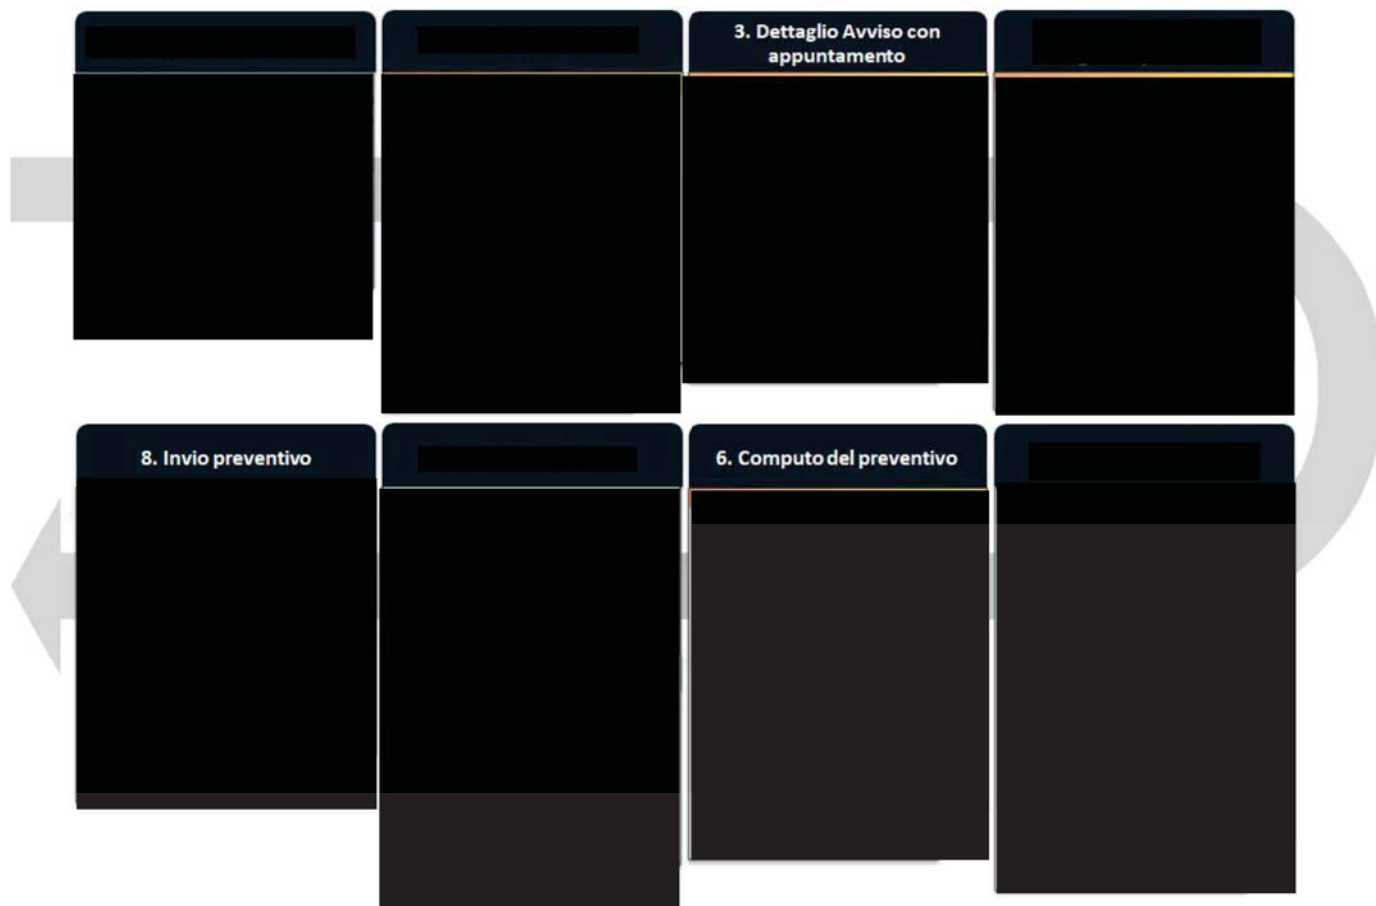 3. Dettaglio Avviso con
appuntamento
8. Invio preventivo
6. Computo del preventivo